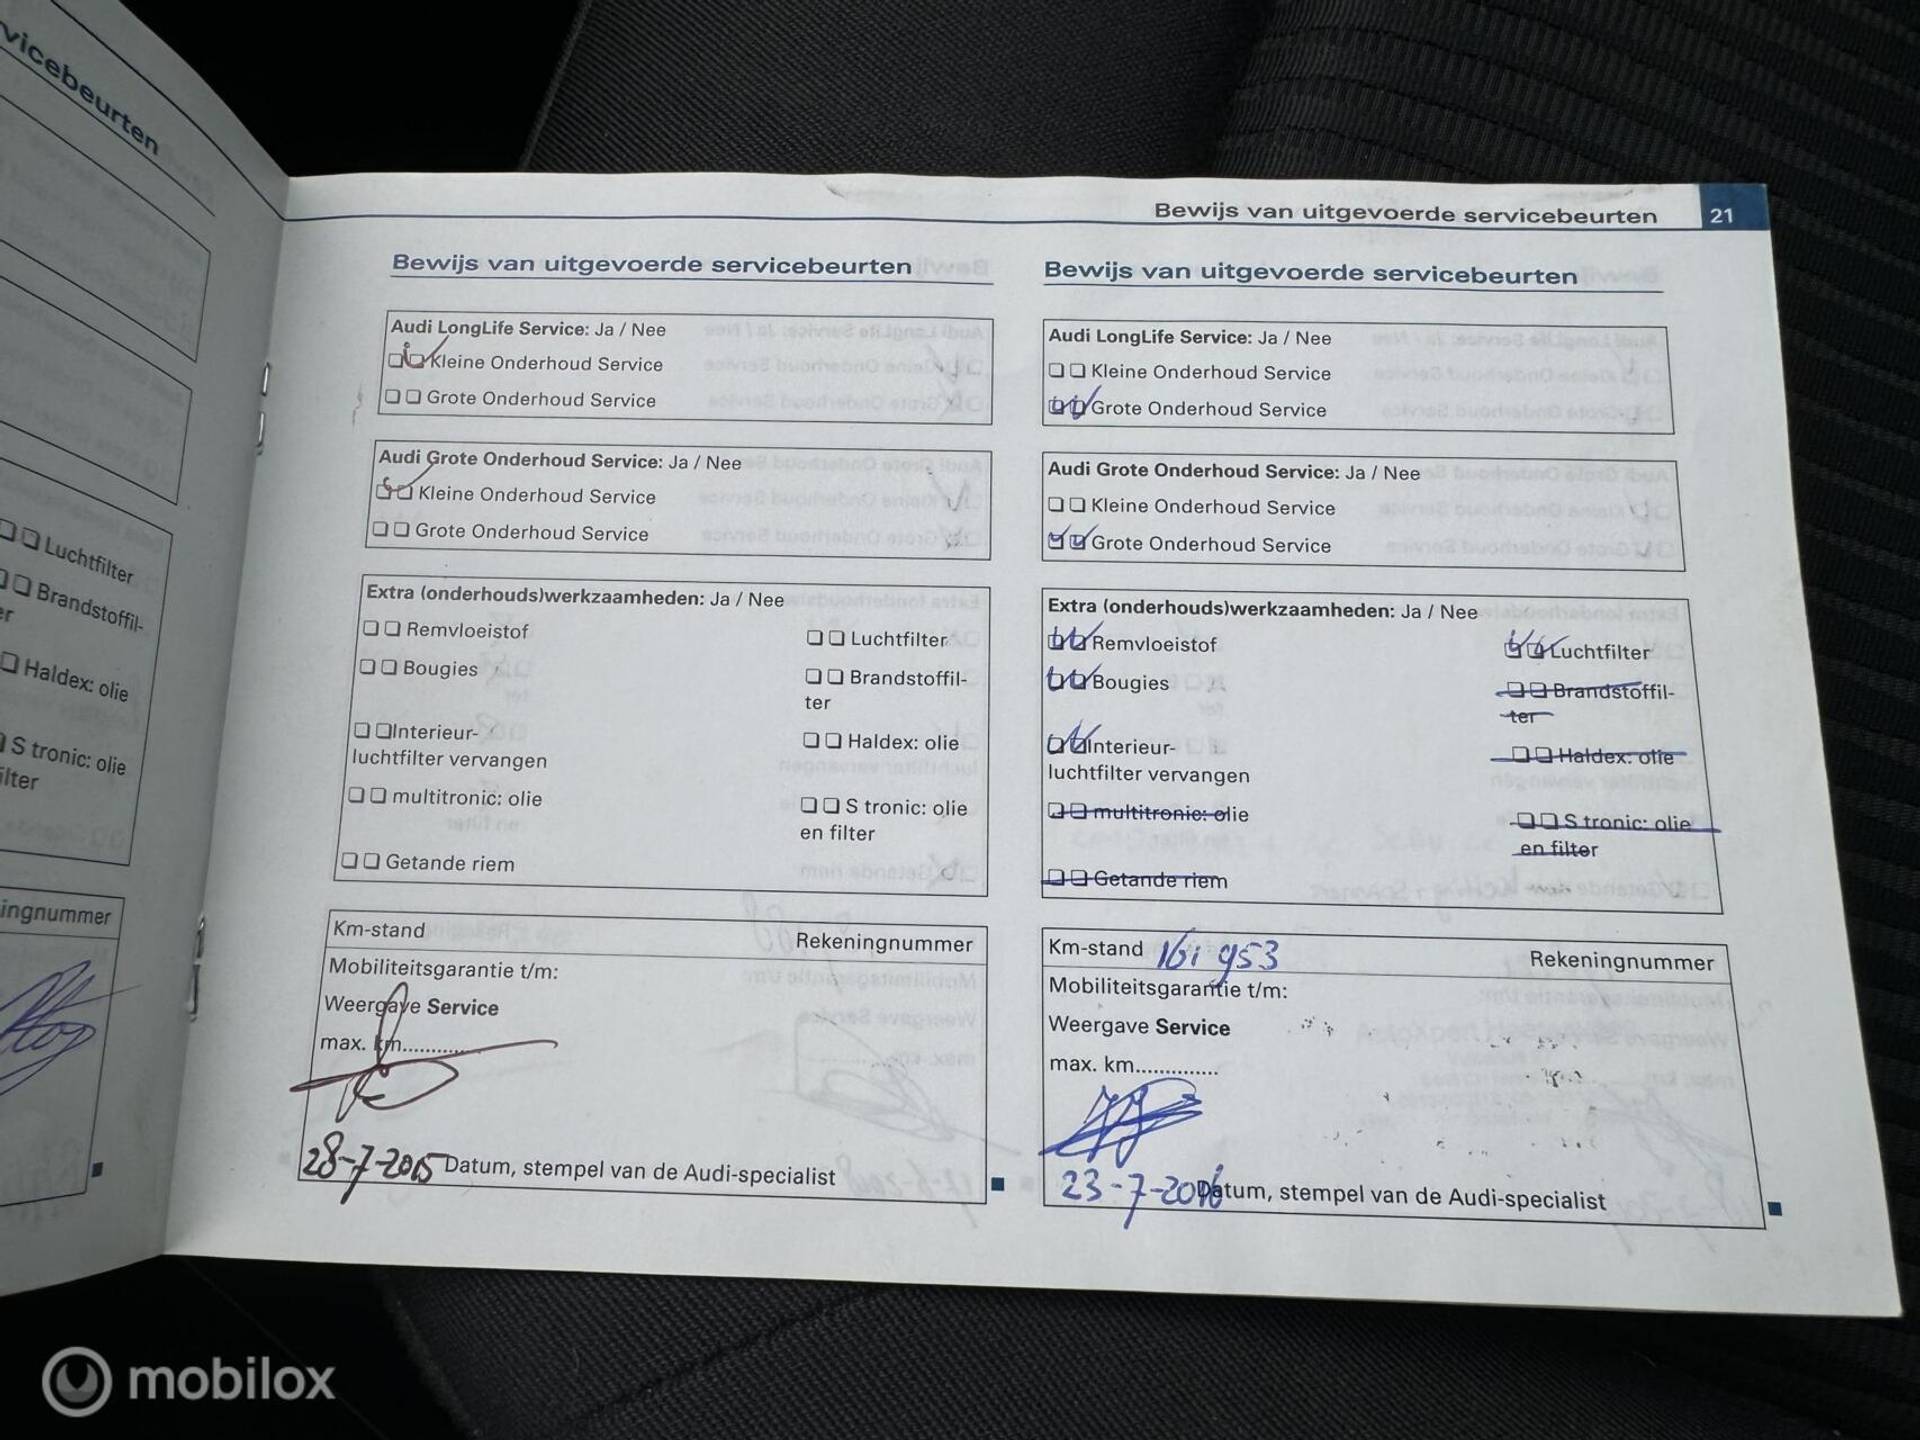 vicebeurten
Luchtfilter
Brandstoffil-
er
Haldex: olie
S tronic: olie
ilter
ingnummer
Bewijs van uitgevoerde servicebeurten 21
Bewijs van uitgevoerde servicebeurten
Audi LongLife Service: Ja / Nee
Kleine Onderhoud Service
Grote Onderhoud Service
Audi Grote Onderhoud Service: Ja / Nee
Kleine Onderhoud Service
Grote Onderhoud Service
Extra (onderhouds)werkzaamheden: Ja / Nee
Remvloeistof Luchtfilter
Bougies Brandstoffil-
ter
Interieur- Haldex: olie
luchtfilter vervangen
multitronic: olie S tronic: olie
en filter
Getande riem
Km-stand Rekeningnummer
Mobiliteitsgarantie t/m:
Weergave Service
max. km..............
28-7-2015 Datum, stempel van de Audi-specialist
Bewijs van uitgevoerde servicebeurten
Audi LongLife Service: Ja / Nee
Kleine Onderhoud Service
Grote Onderhoud Service
Audi Grote Onderhoud Service: Ja / Nee
Kleine Onderhoud Service
Grote Onderhoud Service
Extra (onderhouds)werkzaamheden: Ja / Nee
Remvloeistof Luchtfilter
Bougies Brandstoffil-
ter
Interieur- Haldex: olie
luchtfilter vervangen
multitronic: olie S tronic: olie
en filter
Getande riem
Km-stand 161 953 Rekeningnummer
Mobiliteitsgarantie t/m:
Weergave Service
max. km..............
23-7-2016 Datum, stempel van de Audi-specialist
mobilox